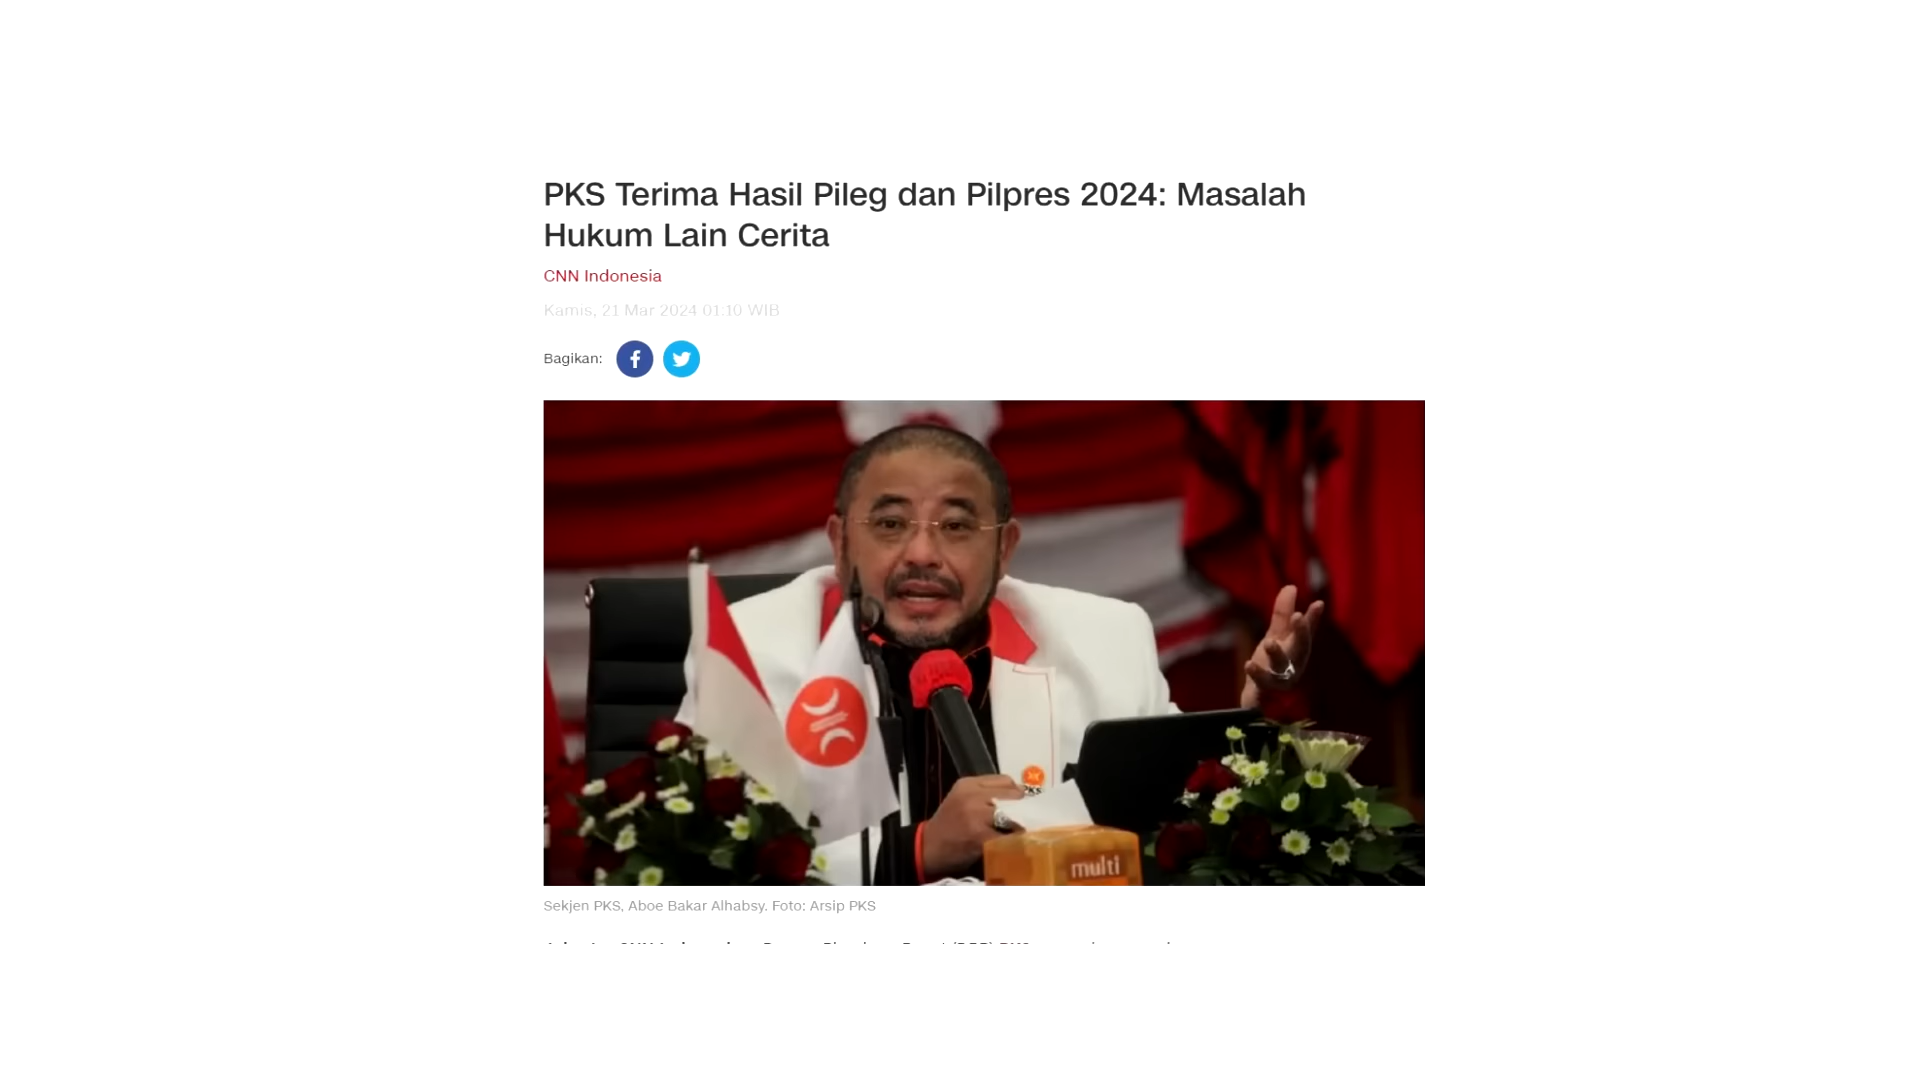 PKS Terima Hasil Pileg dan Pilpres 2024: Masalah
Hukum Lain Cerita
CNN Indonesia
Kamis, 21 Mar 2024 01:10 WIB
Bagikan:
PKS
multi
Sekjen PKS, Aboe Bakar Alhabsy. Foto: Arsip PKS